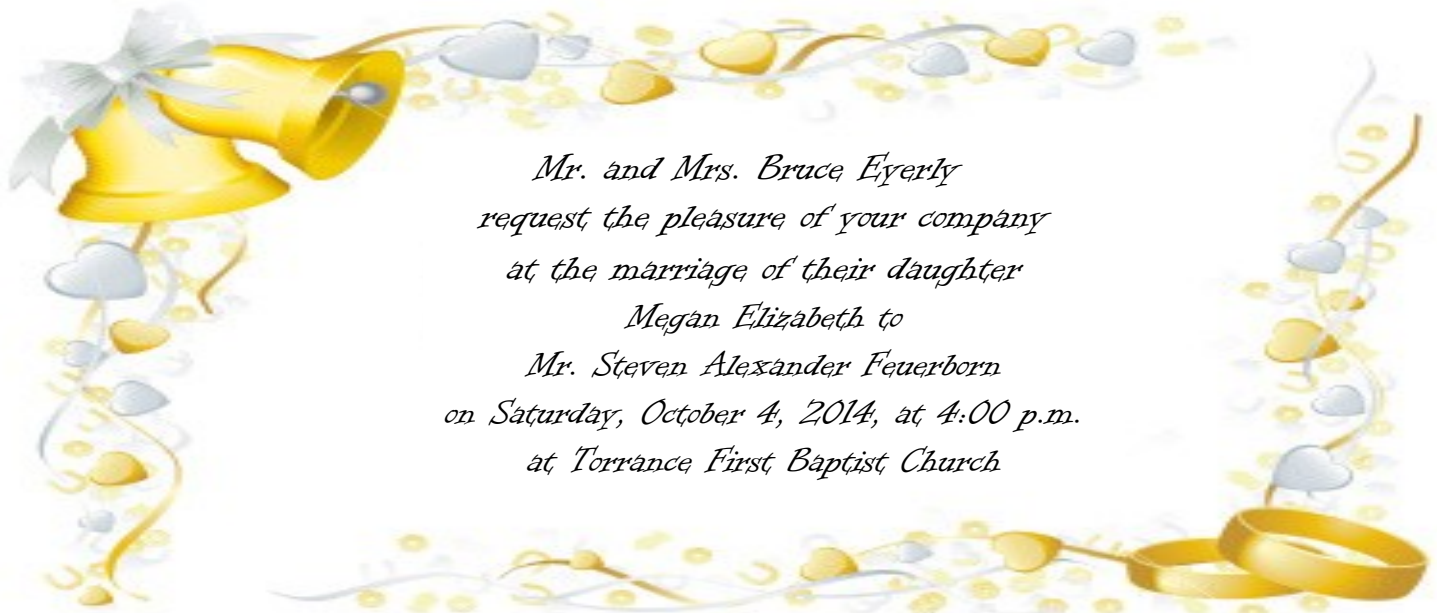 Mr. and Mrs. Bruce Eyerly
request the pleasure of your company
at the marriage of their daughter
Megan Elizabeth to
Mr. Steven Alexander Feuerborn
on Saturday, October 4, 2014, at 4:00 p.m.
at Torrance First Baptist Church